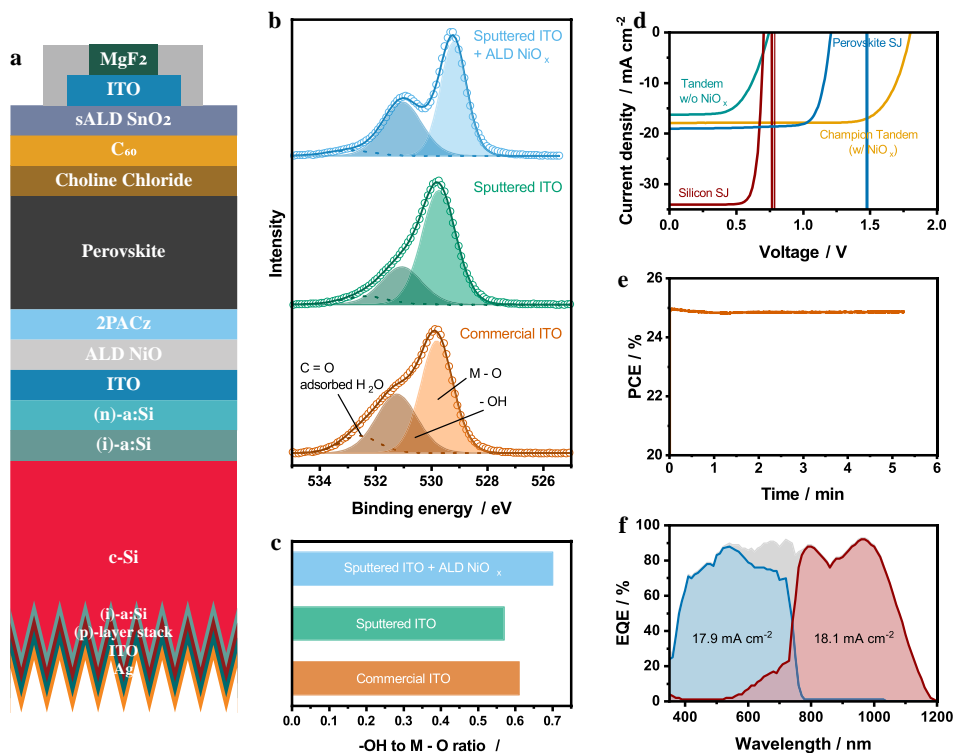 a
MgF2
ITO
sALD SnO2
C60
Choline Chloride
Perovskite
2PACz
ALD NiO
ITO
(n)-a:Si
(i)-a:Si
c-Si
(i)-a:Si
(p)-layer stack
ITO
Ag
b
Sputtered ITO
+ ALD NiOx
Sputtered ITO
Commercial ITO
C = O
adsorbed H2O
M - O
- OH
Intensity
534 532 530 528 526
Binding energy / eV
c
Sputtered ITO + ALD NiOx
Sputtered ITO
Commercial ITO
0.0 0.1 0.2 0.3 0.4 0.5 0.6 0.7
-OH to M - O ratio /
d
Current density / mA cm-2
0
-10
-20
-30
Perovskite SJ
Tandem
w/o NiOx
Champion Tandem
(w/ NiOx)
Silicon SJ
0.0 0.5 1.0 1.5 2.0
Voltage / V
e
PCE / %
26
24
22
20
0 1 2 3 4 5 6
Time / min
f
EQE / %
100
80
60
40
20
0
17.9 mA cm-2
18.1 mA cm-2
400 600 800 1000 1200
Wavelength / nm